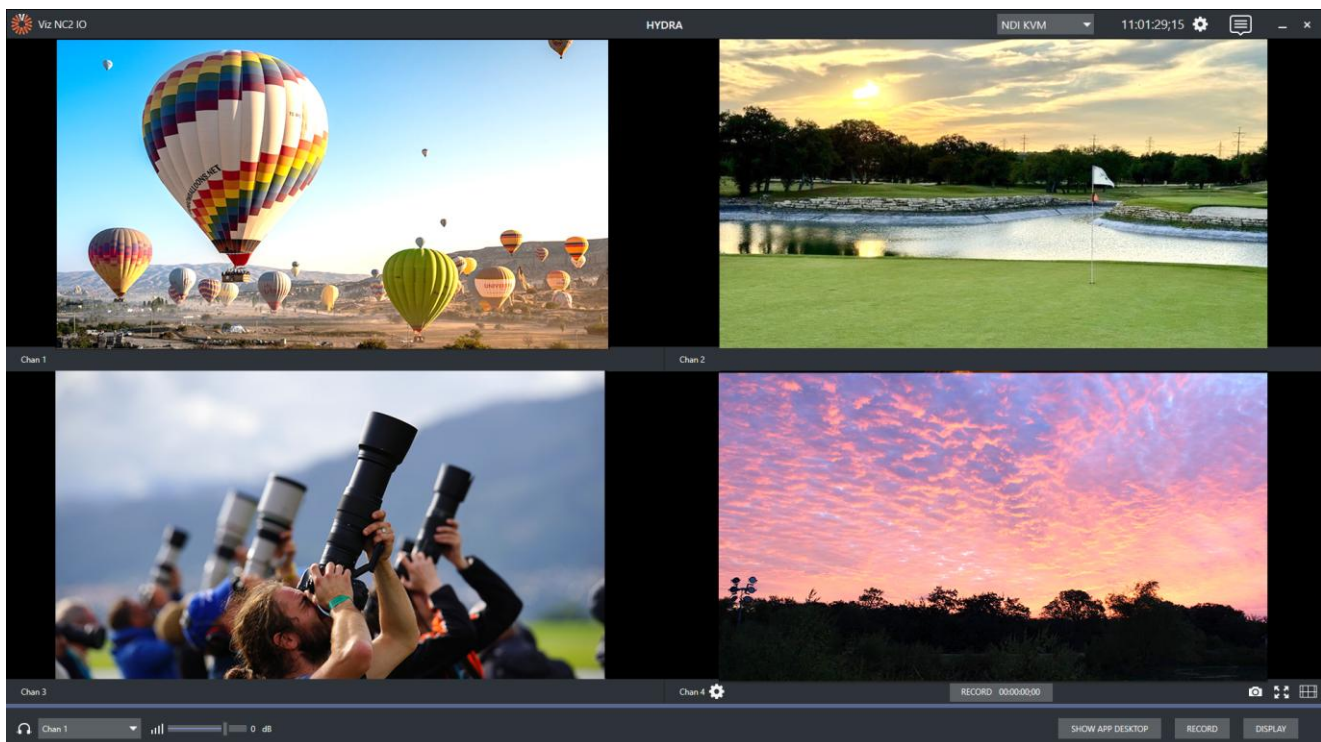 Viz NC2 IO HYDRA NDI KVM 11:01:29;15
Chan 1 Chan 2
Chan 3 Chan 4 RECORD 00:00:00;00
Chan 1 0 dB SHOW APP DESKTOP RECORD DISPLAY